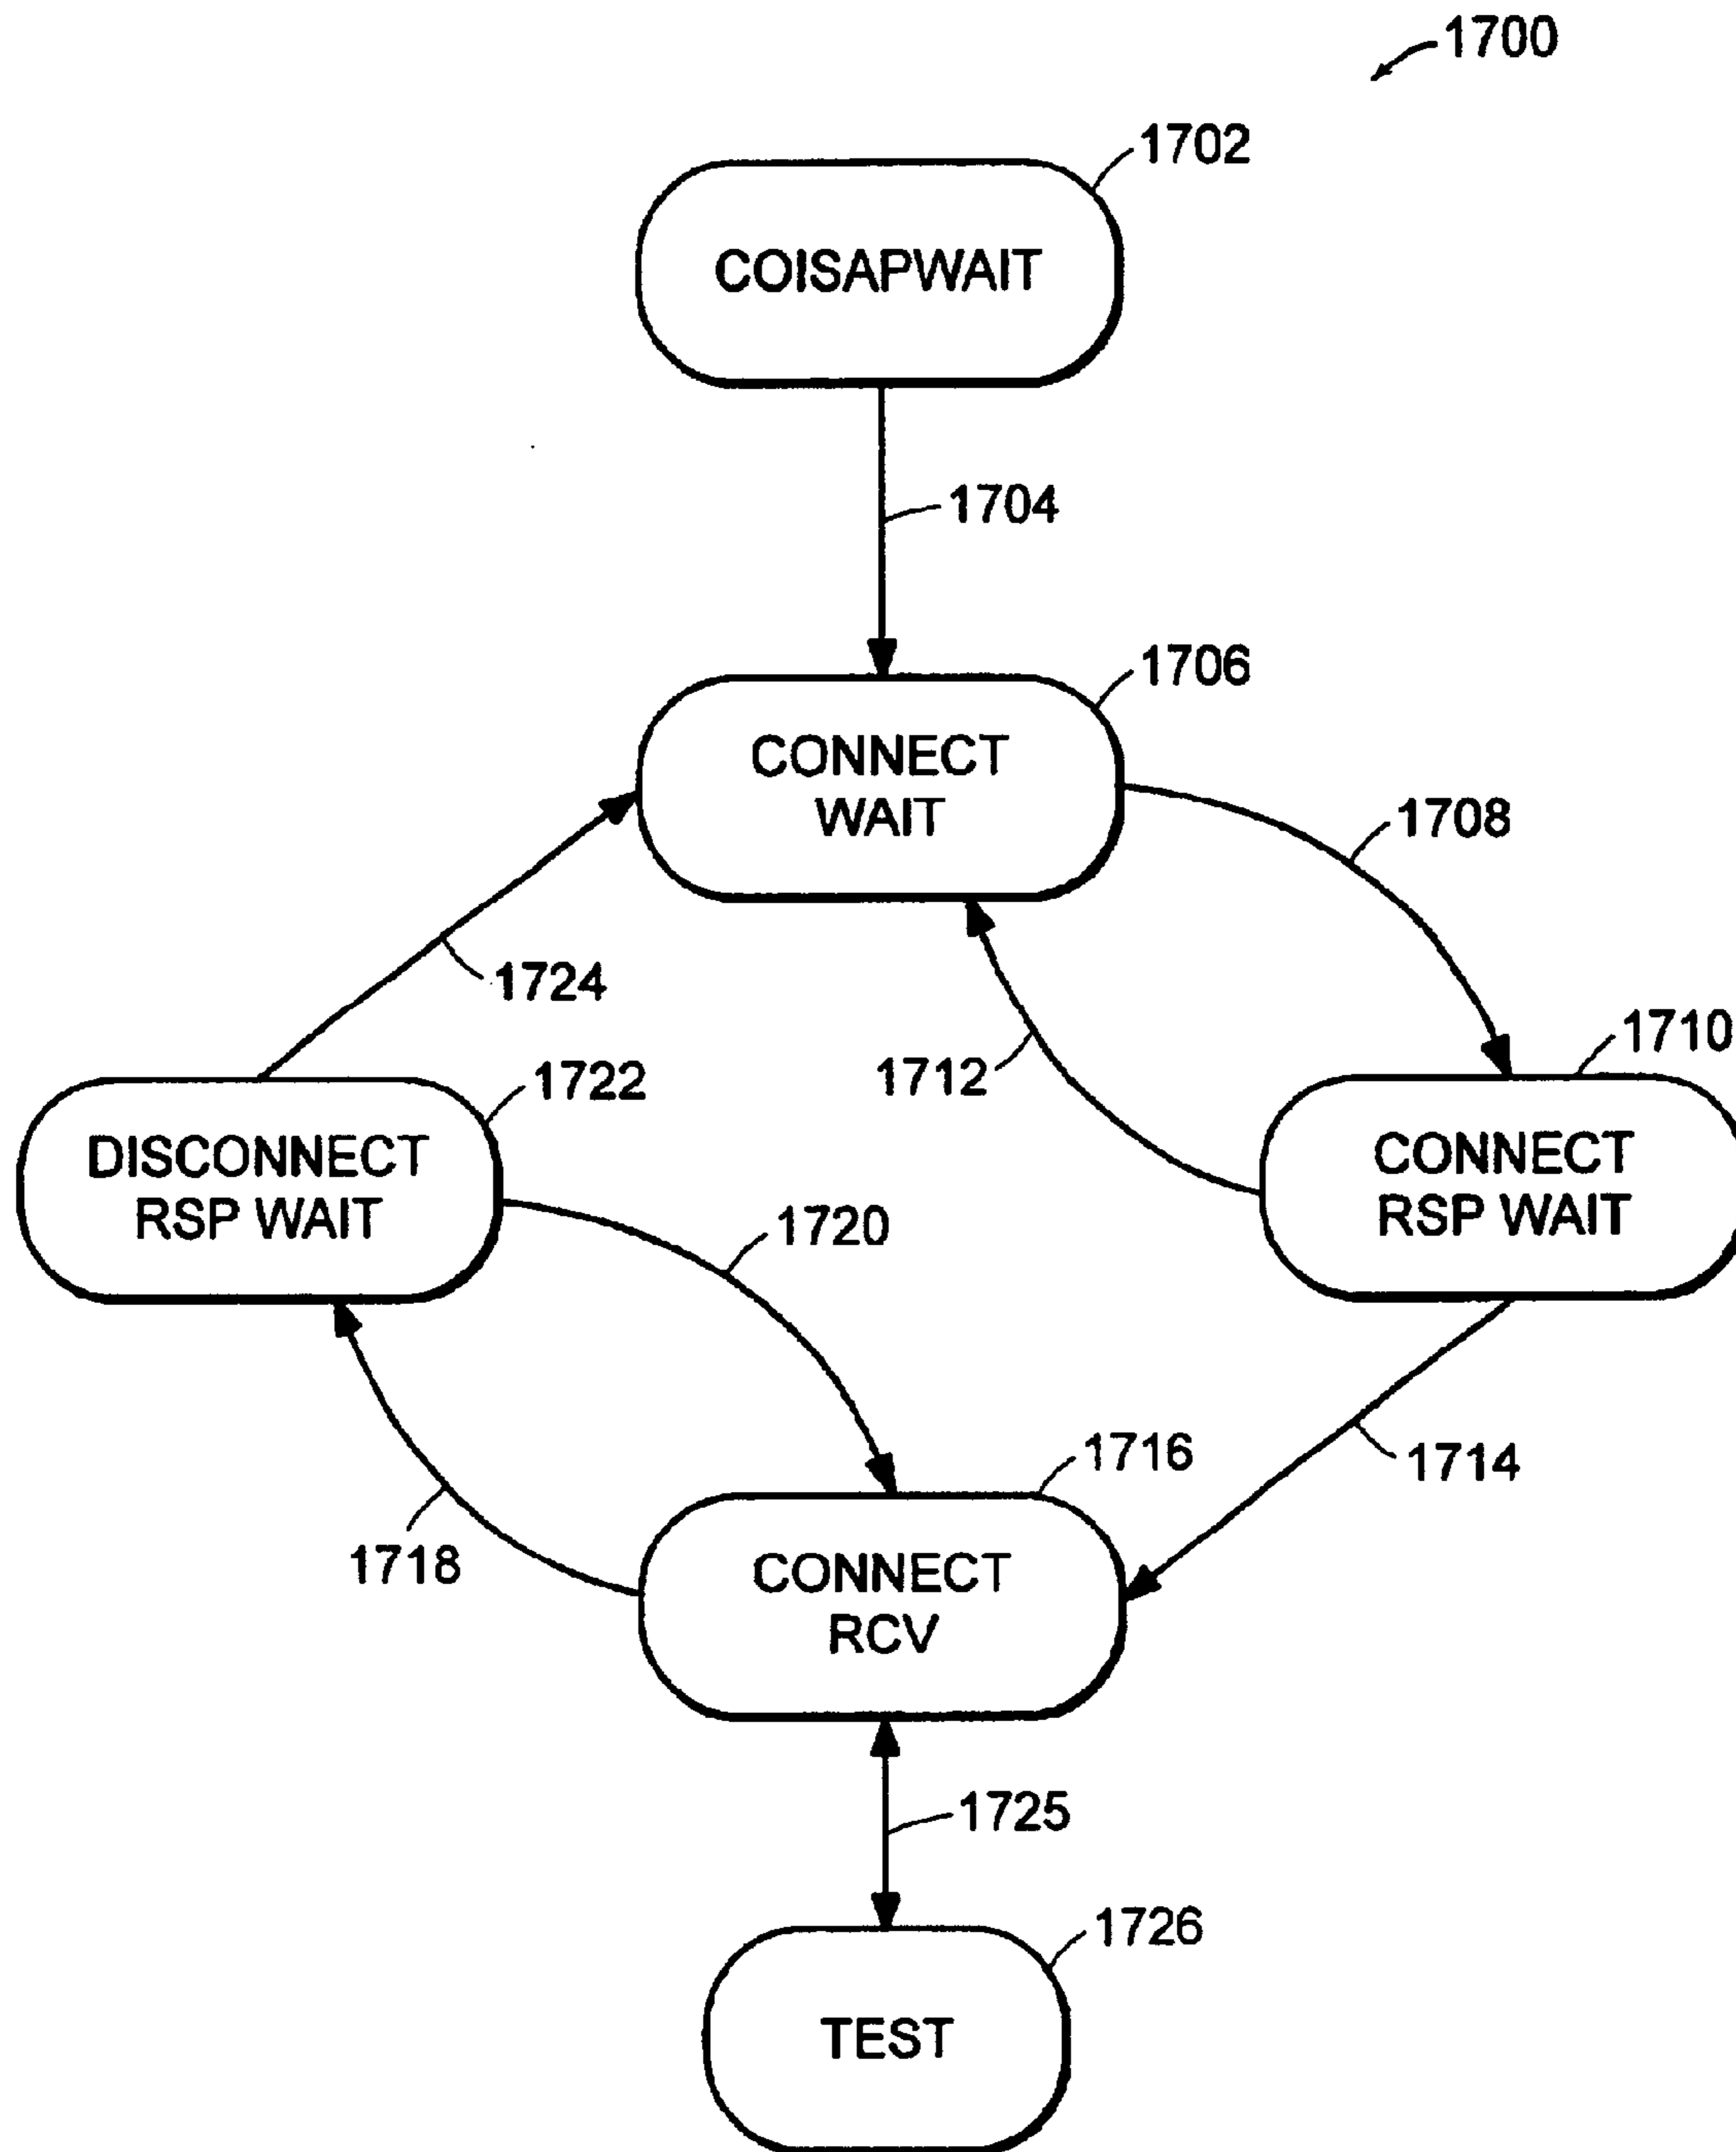 1700
1702
COISAPWAIT
1704
1706
CONNECT
WAIT
1708
1724
1712
1710
1722
DISCONNECT
RSP WAIT
CONNECT
RSP WAIT
1720
1716
1714
1718
CONNECT
RCV
1725
1726
TEST